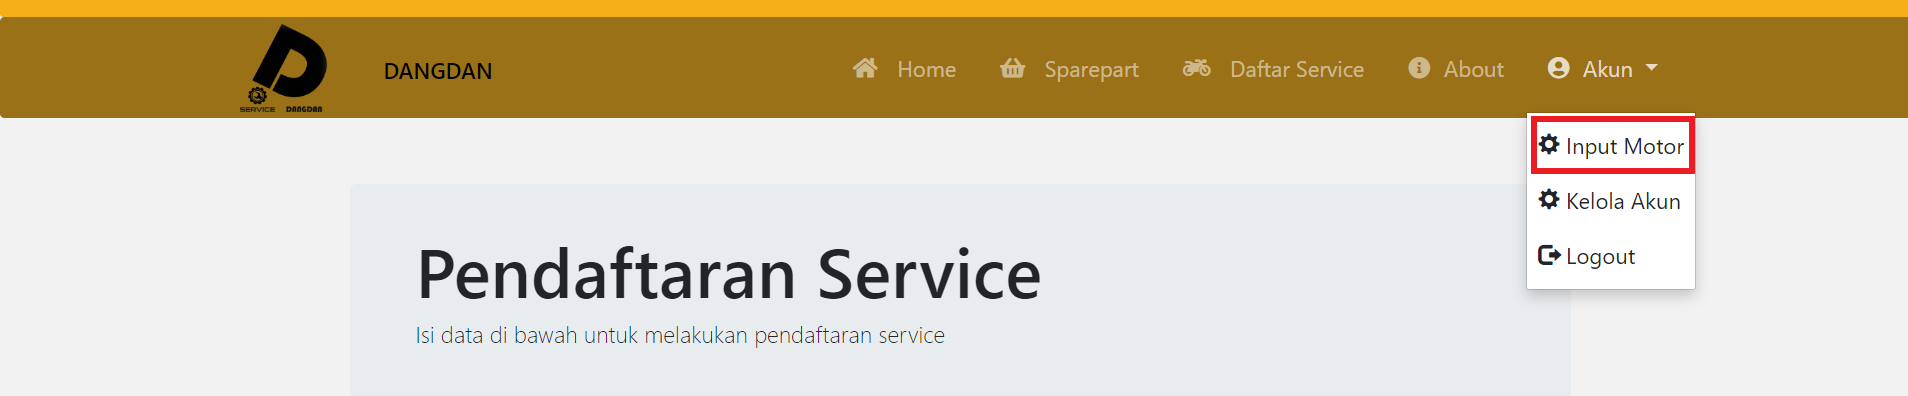 SERVICE DANGDAN
DANGDAN
Home
Sparepart
Daftar Service
About
Akun
Input Motor
Kelola Akun
Logout
Pendaftaran Service
Isi data di bawah untuk melakukan pendaftaran service